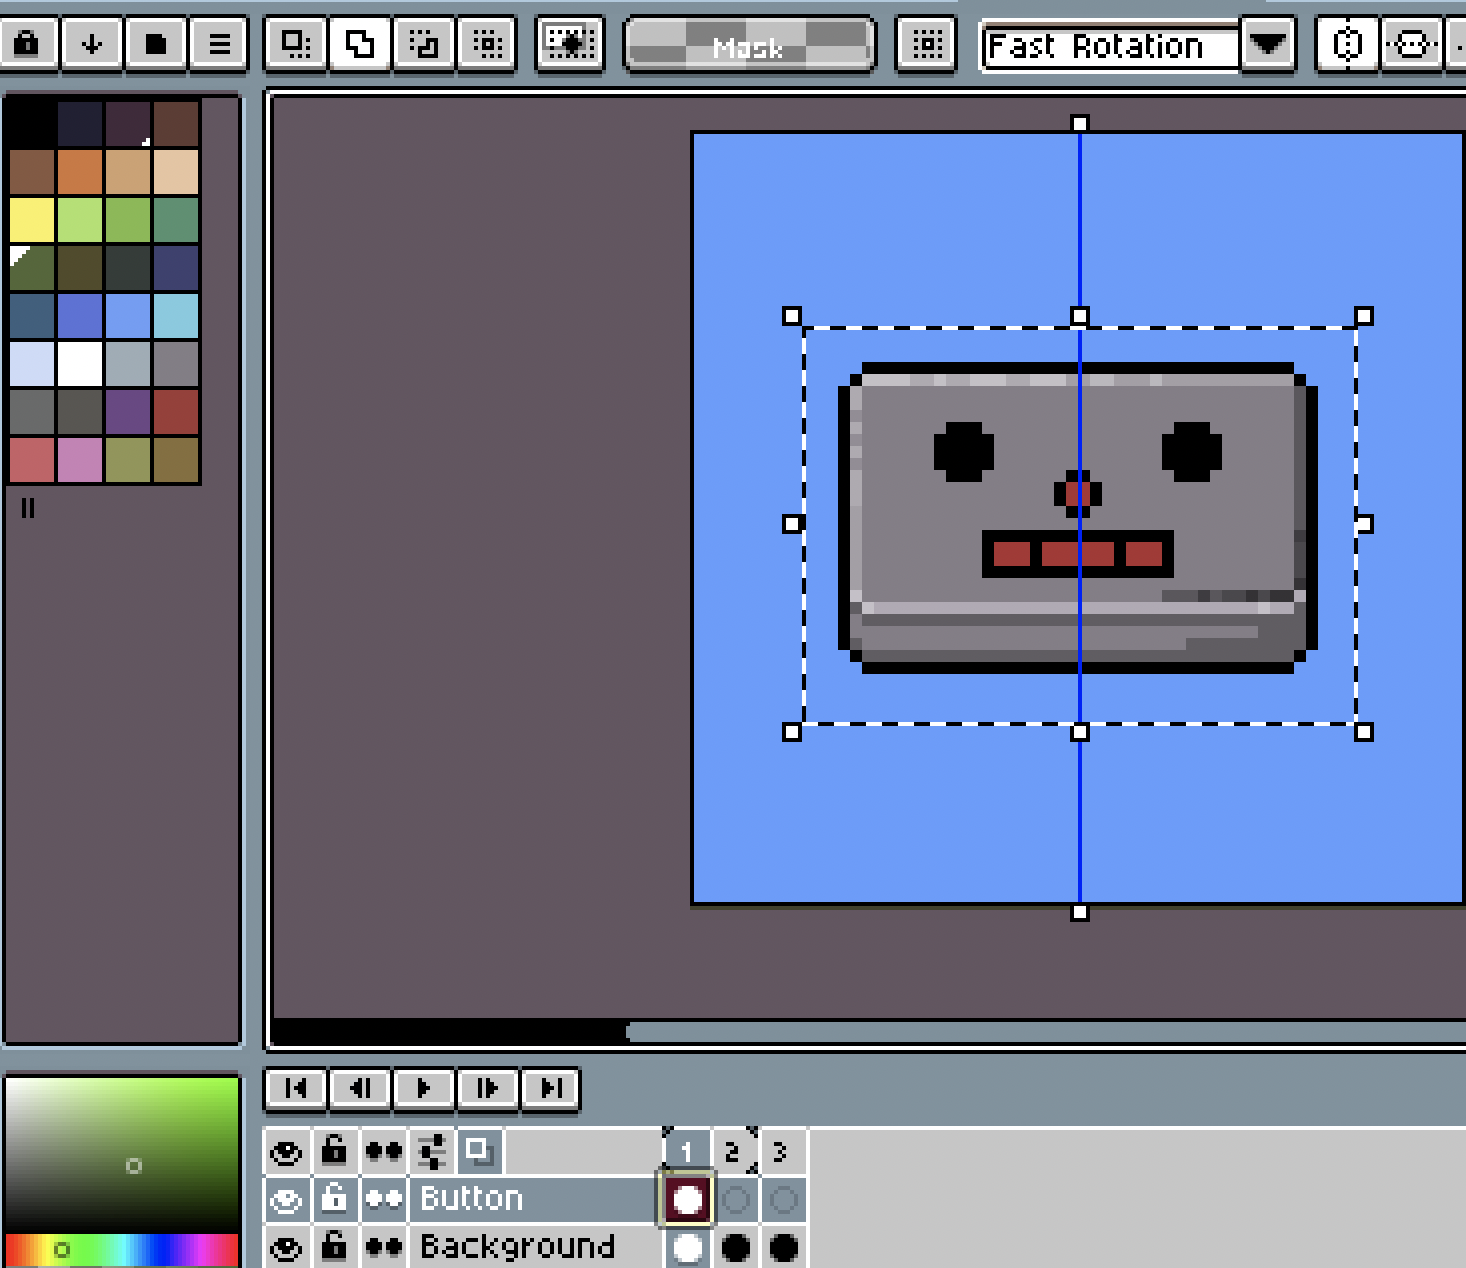 Mask
Fast Rotation
1 2 3
Button
Background